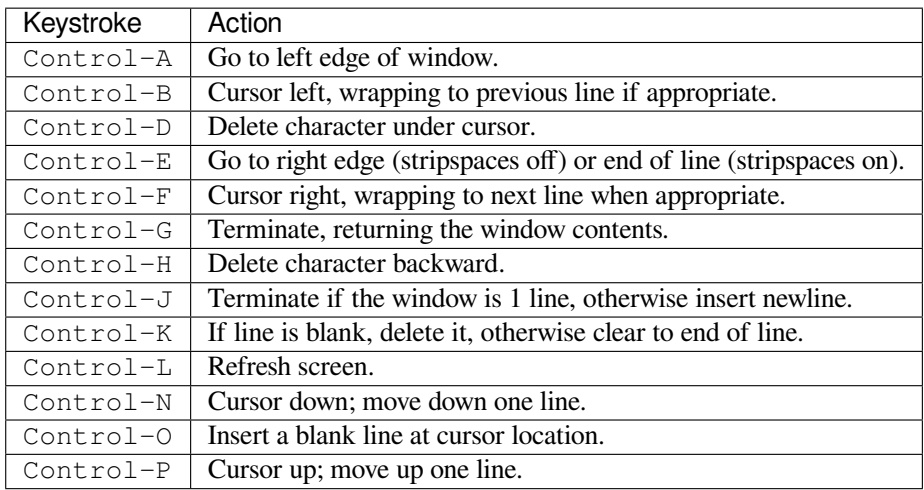 Keystroke Action
Control-A Go to left edge of window.
Control-B Cursor left, wrapping to previous line if appropriate.
Control-D Delete character under cursor.
Control-E Go to right edge (stripspaces off) or end of line (stripspaces on).
Control-F Cursor right, wrapping to next line when appropriate.
Control-G Terminate, returning the window contents.
Control-H Delete character backward.
Control-J Terminate if the window is 1 line, otherwise insert newline.
Control-K If line is blank, delete it, otherwise clear to end of line.
Control-L Refresh screen.
Control-N Cursor down; move down one line.
Control-O Insert a blank line at cursor location.
Control-P Cursor up; move up one line.